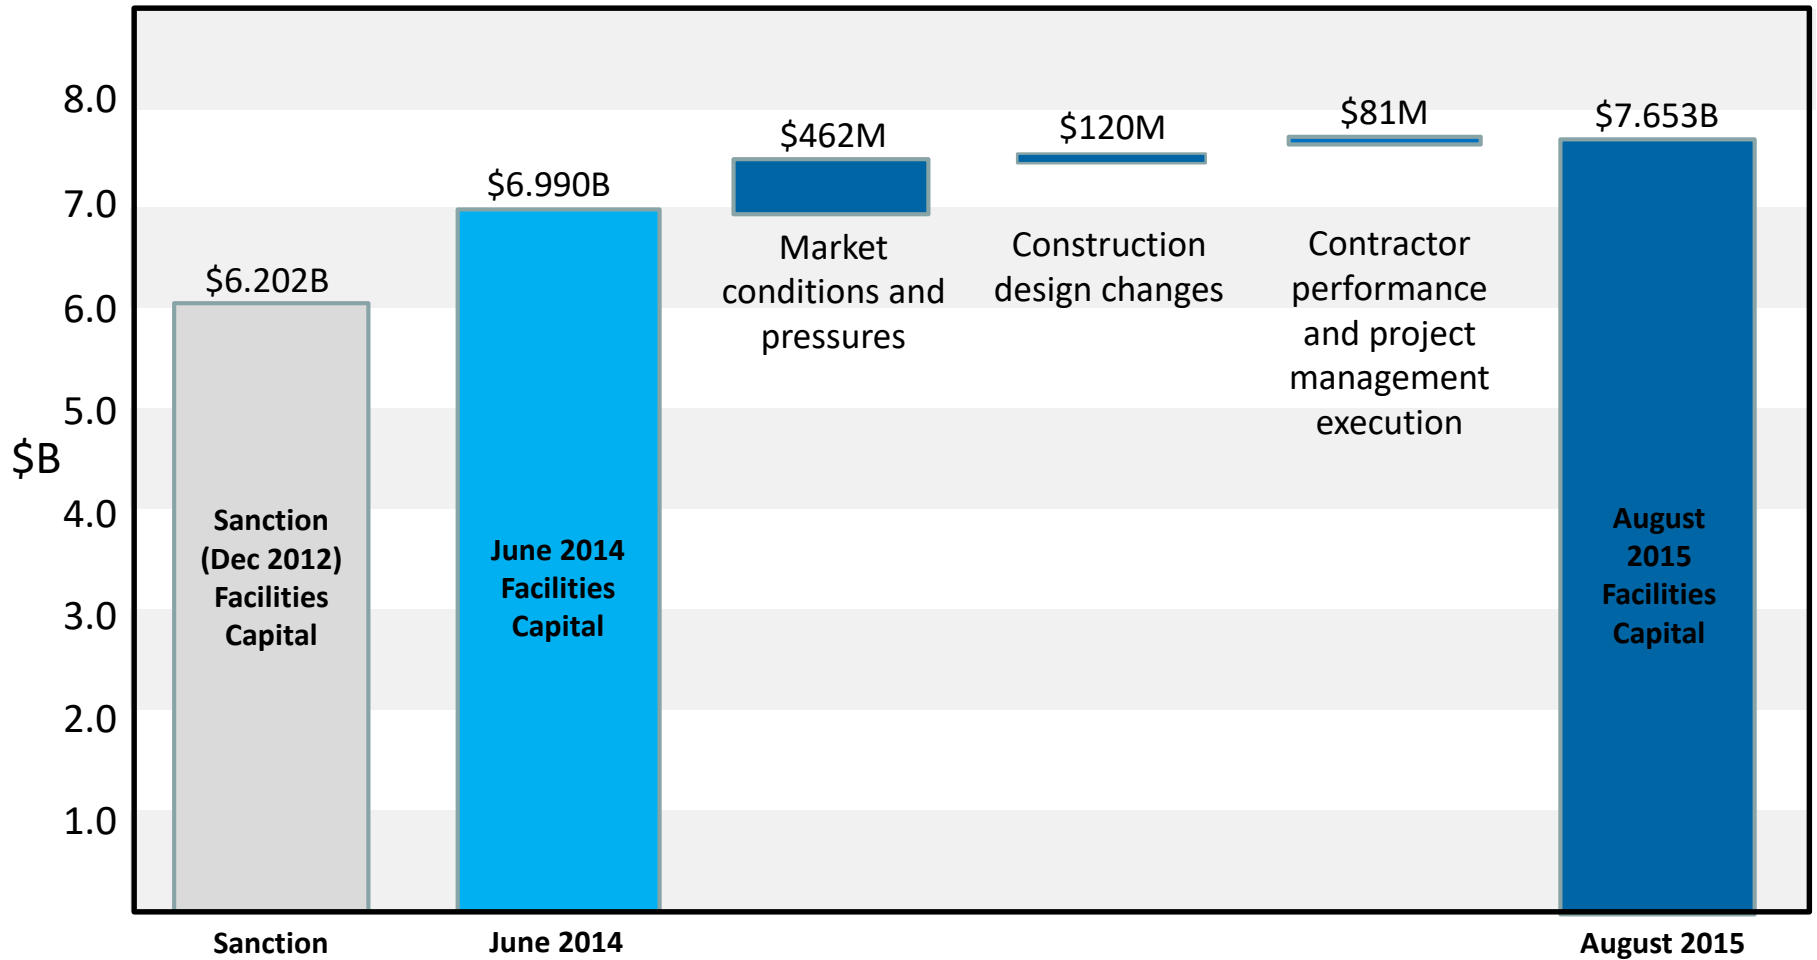 $B
8.0
7.0
6.0
5.0
4.0
3.0
2.0
1.0
$6.202B
Sanction
(Dec 2012)
Facilities
Capital
$6.990B
June 2014
Facilities
Capital
$462M
Market
conditions and
pressures
$120M
Construction
design changes
$81M
Contractor
performance
and project
management
execution
$7.653B
August
2015
Facilities
Capital
Sanction
June 2014
August 2015